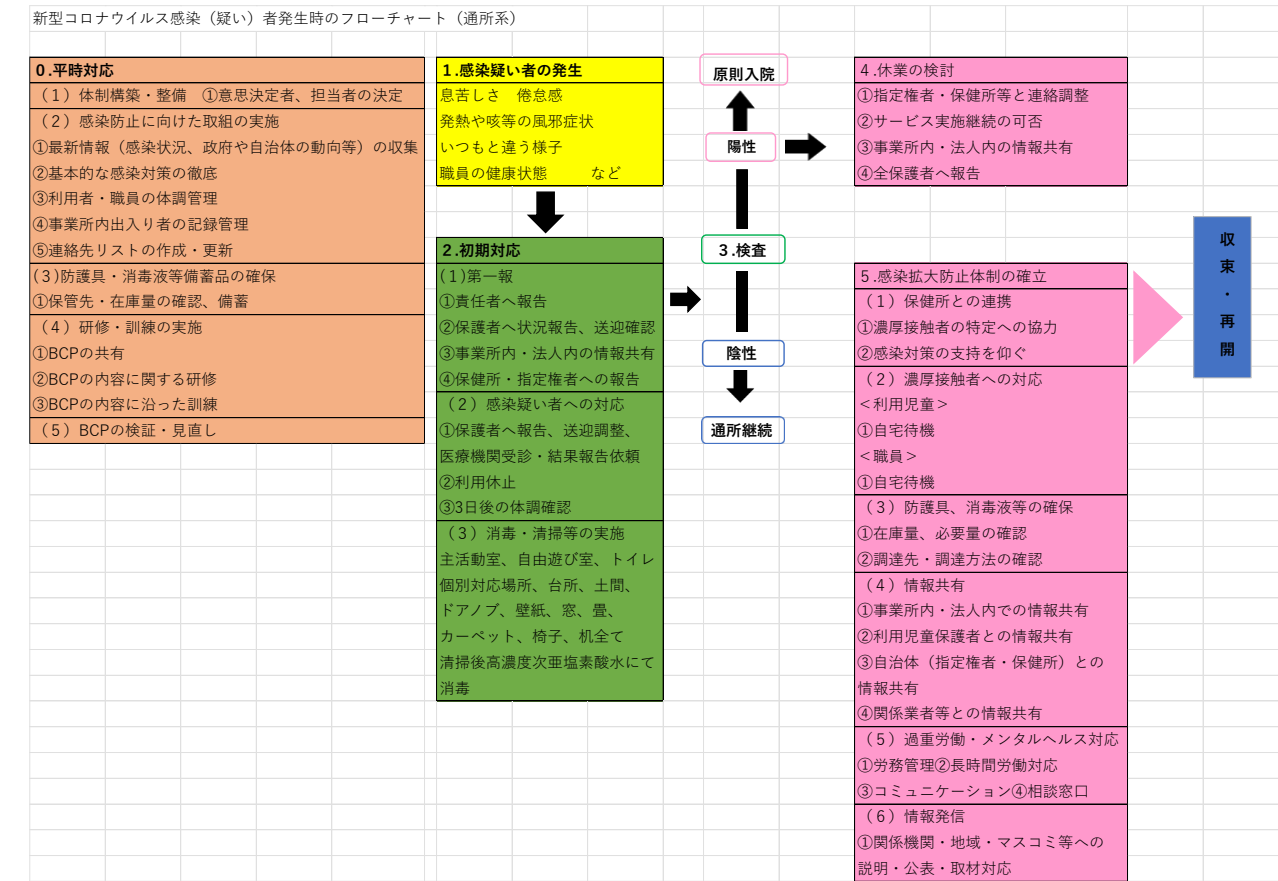 新型コロナウイルス感染（疑い）者発生時のフローチャート（通所系）
0.平時対応
（1）体制構築・整備　①意思決定者、担当者の決定
（2）感染防止に向けた取組の実施
①最新情報（感染状況、政府や自治体の動向等）の収集
②基本的な感染対策の徹底
③利用者・職員の体調管理
④事業所内出入り者の記録管理
⑤連絡先リストの作成・更新
(3)防護具・消毒液等備蓄品の確保
①保管先・在庫量の確認、備蓄
（4）研修・訓練の実施
①BCPの共有
②BCPの内容に関する研修
③BCPの内容に沿った訓練
（5）BCPの検証・見直し
1.感染疑い者の発生
息苦しさ　倦怠感
発熱や咳等の風邪症状
いつもと違う様子
職員の健康状態　　　など
2.初期対応
(1)第一報
①責任者へ報告
②保護者へ状況報告、送迎確認
③事業所内・法人内の情報共有
④保健所・指定権者への報告
（2）感染疑い者への対応
①保護者へ報告、送迎調整、
医療機関受診・結果報告依頼
②利用休止
③3日後の体調確認
（3）消毒・清掃等の実施
主活動室、自由遊び室、トイレ
個別対応場所、台所、土間、
ドアノブ、壁紙、窓、畳、
カーペット、椅子、机全て
清掃後高濃度次亜塩素酸水にて
消毒
原則入院
陽性
3.検査
陰性
通所継続
4.休業の検討
①指定権者・保健所等と連絡調整
②サービス実施継続の可否
③事業所内・法人内の情報共有
④全保護者へ報告
5.感染拡大防止体制の確立
（1）保健所との連携
①濃厚接触者の特定への協力
②感染対策の支持を仰ぐ
（2）濃厚接触者への対応
＜利用児童＞
①自宅待機
＜職員＞
①自宅待機
（3）防護具、消毒液等の確保
①在庫量、必要量の確認
②調達先・調達方法の確認
（4）情報共有
①事業所内・法人内での情報共有
②利用児童保護者との情報共有
③自治体（指定権者・保健所）との
情報共有
④関係業者等との情報共有
（5）過重労働・メンタルヘルス対応
①労務管理②長時間労働対応
③コミュニケーション④相談窓口
（6）情報発信
①関係機関・地域・マスコミ等への
説明・公表・取材対応
収束・再開